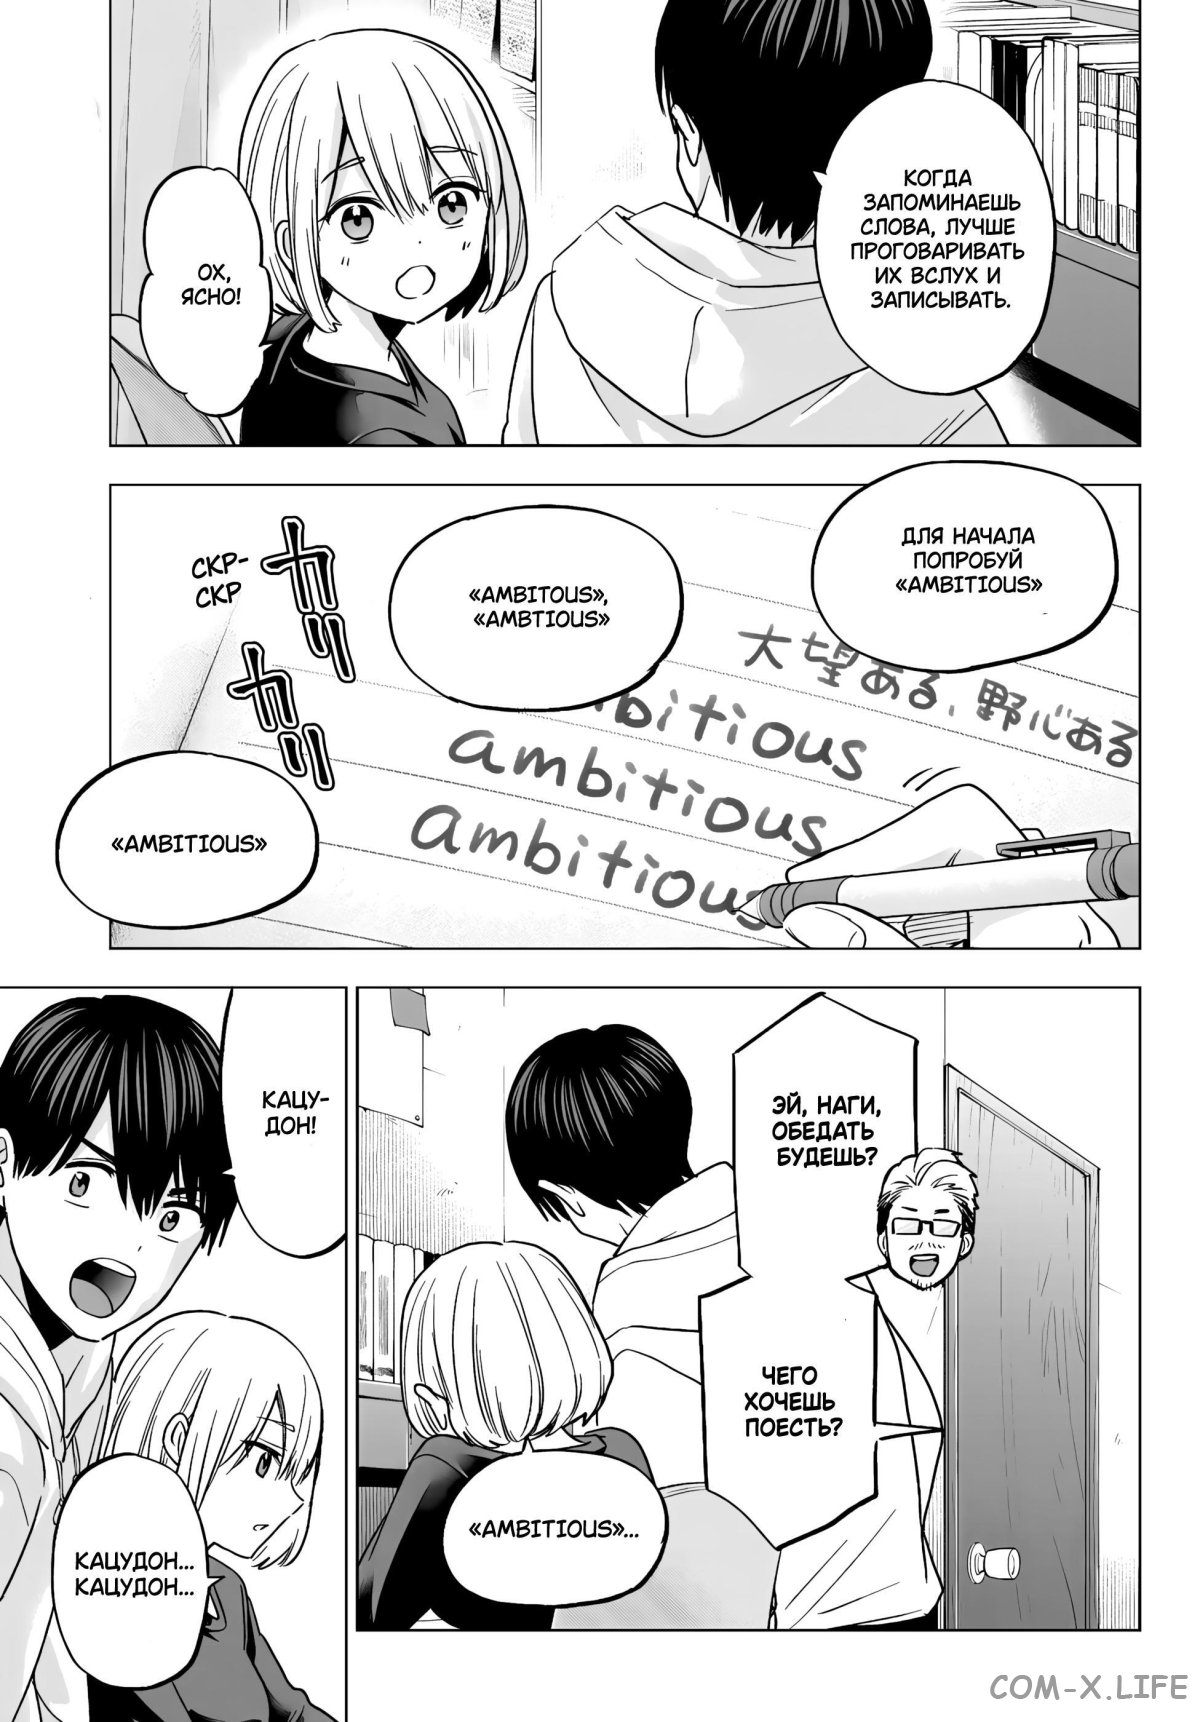 КОГДА
ЗАПОМИНАЕШЬ
СЛОВА, ЛУЧШЕ
ПРОГОВАРИВАТЬ
ИХ ВСЛУХ И
ЗАПИСЫВАТЬ.
ОХ,
ЯСНО!
ДЛЯ НАЧАЛА
ПОПРОБУЙ
«AMBITIOUS»
«AMBITOUS»,
«AMBTIOUS»
СКР-
СКР
カリ
カリ
大望ある、野心ある
bitious
ambitious
ambitious
«AMBITIOUS»
ЭЙ, НАГИ,
ОБЕДАТЬ
БУДЕШЬ?
ЧЕГО
ХОЧЕШЬ
ПОЕСТЬ?
«AMBITIOUS»...
КАЦУ-
ДОН!
КАЦУДОН...
КАЦУДОН...
COM-X.LIFE